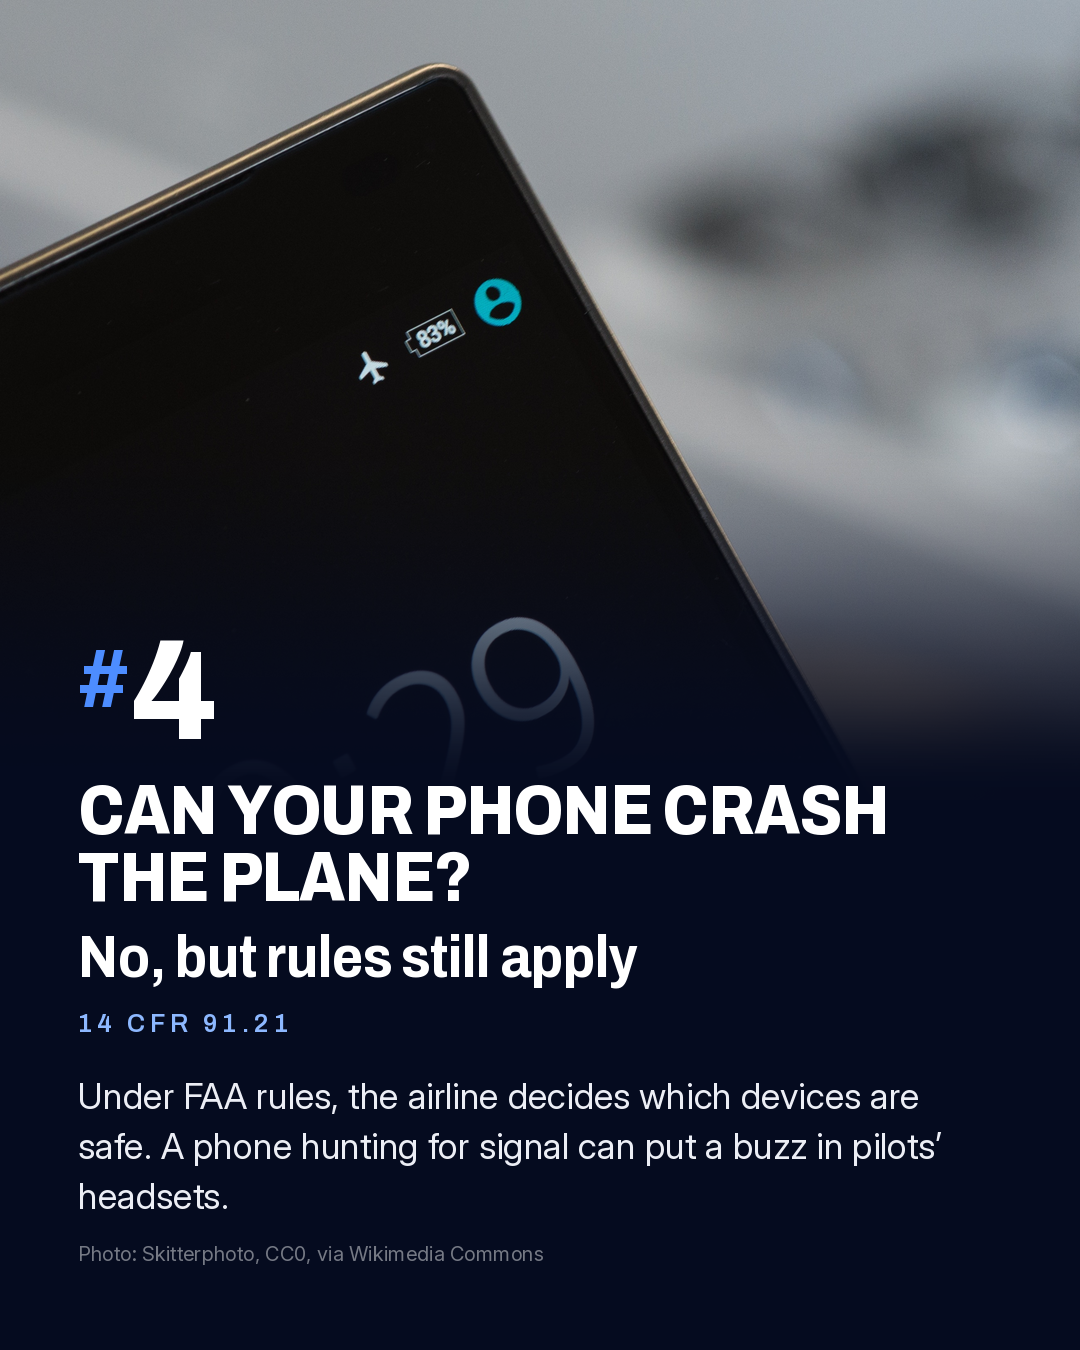 83%
:29
#4
CAN YOUR PHONE CRASH
THE PLANE?
No, but rules still apply
14 CFR 91.21
Under FAA rules, the airline decides which devices are
safe. A phone hunting for signal can put a buzz in pilots’
headsets.
Photo: Skitterphoto, CC0, via Wikimedia Commons